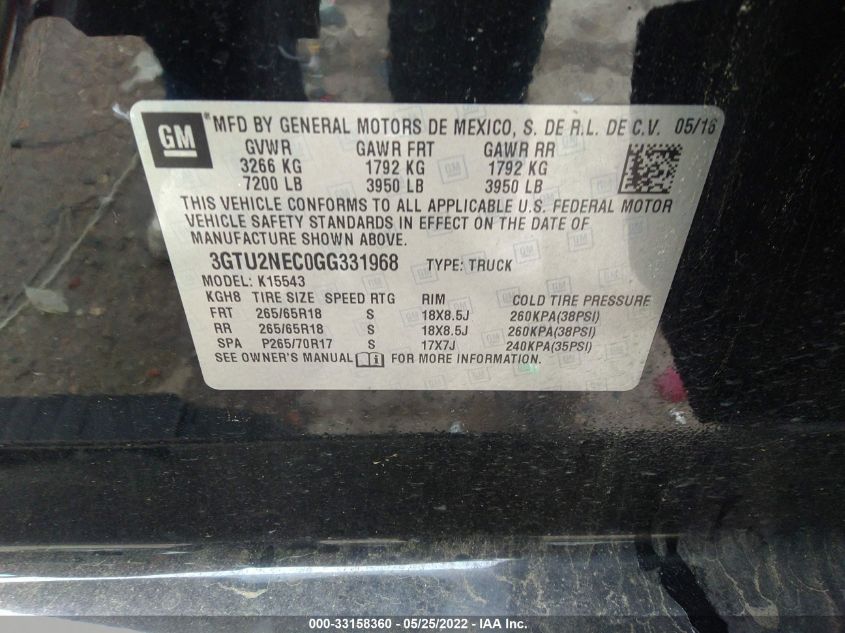 GM ® MFD BY GENERAL MOTORS DE MEXICO, S. DE R.L. DE C.V. 05/16
GVWR GAWR FRT GAWR RR
3266 KG 1792 KG 1792 KG
7200 LB 3950 LB 3950 LB
THIS VEHICLE CONFORMS TO ALL APPLICABLE U.S. FEDERAL MOTOR
VEHICLE SAFETY STANDARDS IN EFFECT ON THE DATE OF
MANUFACTURE SHOWN ABOVE.
3GTU2NEC0GG331968 TYPE: TRUCK
MODEL: K15543
KGH8 TIRE SIZE SPEED RTG RIM COLD TIRE PRESSURE
FRT 265/65R18 S 18X8.5J 260KPA(38PSI)
RR 265/65R18 S 18X8.5J 260KPA(38PSI)
SPA P265/70R17 S 17X7J 240KPA(35PSI)
SEE OWNER'S MANUAL FOR MORE INFORMATION.
000-33158360 - 05/25/2022 - IAA Inc.